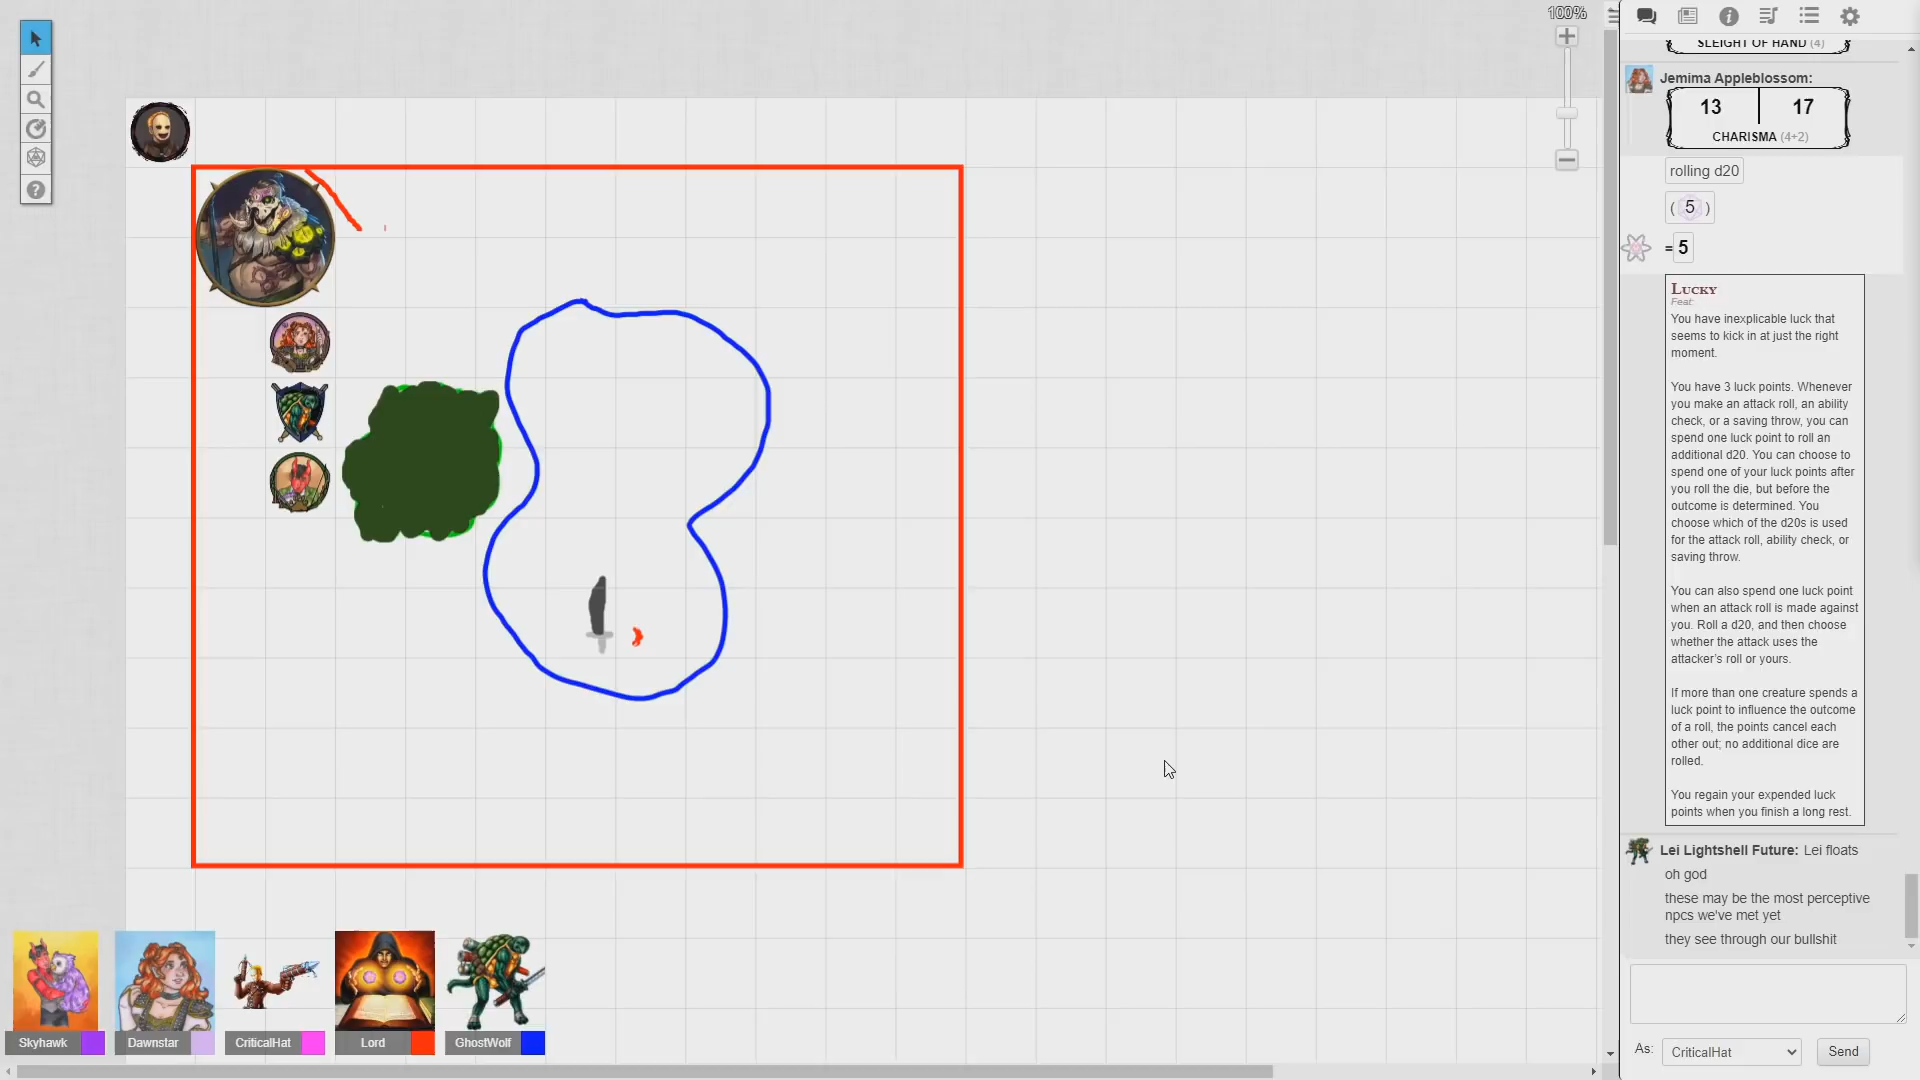 100%
SLEIGHT OF HAND (4)
Jemima Appleblossom:
13 17
CHARISMA (4+2)
rolling d20
( 5 )
= 5
LUCKY
Feat:
You have inexplicable luck that
seems to kick in at just the right
moment.
You have 3 luck points. Whenever
you make an attack roll, an ability
check, or a saving throw, you can
spend one luck point to roll an
additional d20. You can choose to
spend one of your luck points after
you roll the die, but before the
outcome is determined. You
choose which of the d20s is used
for the attack roll, ability check, or
saving throw.
You can also spend one luck point
when an attack roll is made against
you. Roll a d20, and then choose
whether the attack uses the
attacker's roll or yours.
If more than one creature spends a
luck point to influence the outcome
of a roll, the points cancel each
other out; no additional dice are
rolled.
You regain your expended luck
points when you finish a long rest.
Lei Lightshell Future: Lei floats
oh god
these may be the most perceptive
npcs we've met yet
they see through our bullshit
As: CriticalHat Send
Skyhawk Dawnstar CriticalHat Lord GhostWolf